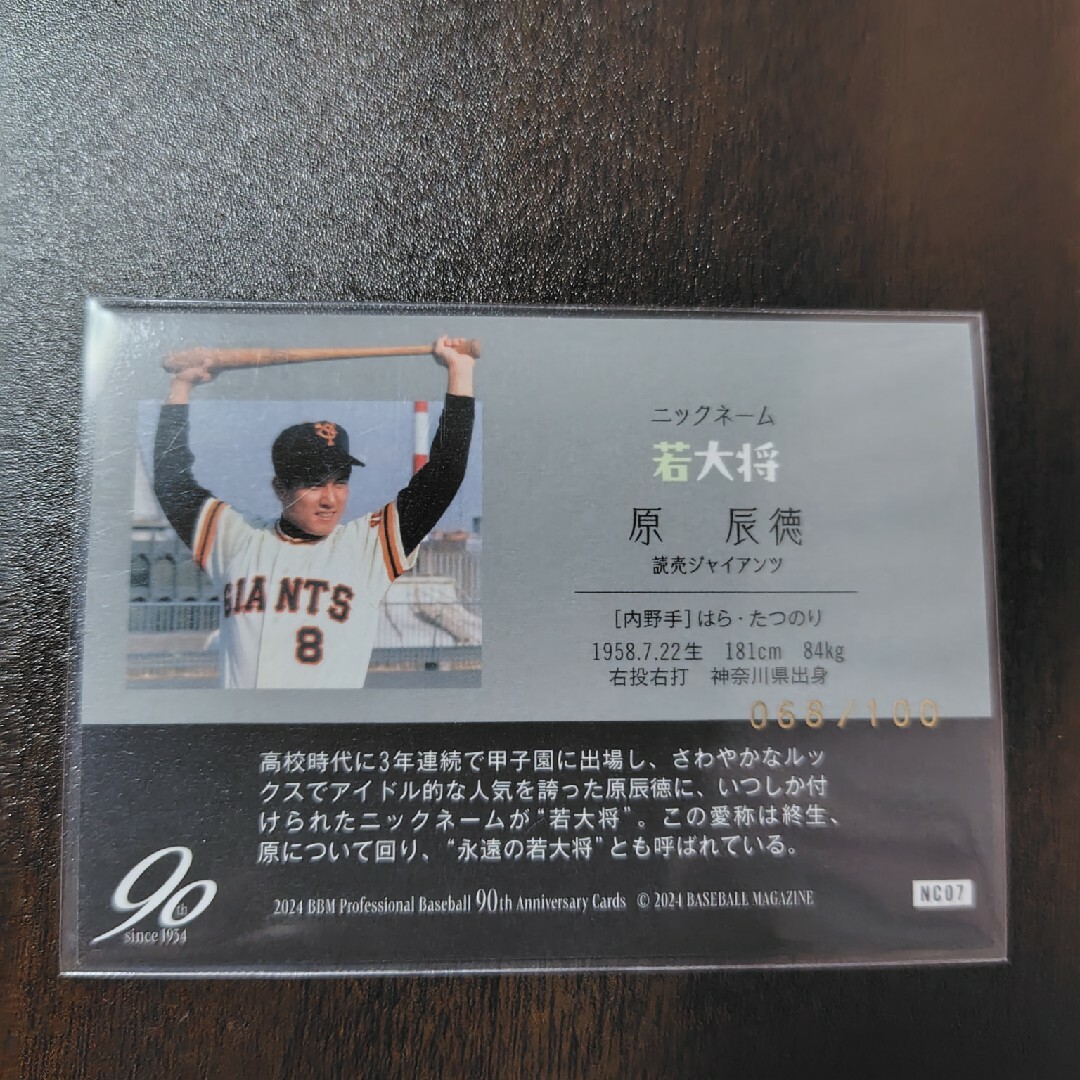 ニックネーム
若大将
原 辰徳
読売ジャイアンツ
[内野手]はら・たつのり
1958.7.22生 181cm 84kg
右投右打 神奈川県出身
068/100
GIANTS
8
高校時代に3年連続で甲子園に出場し、さわやかなルッ
クスでアイドル的な人気を誇った原辰徳に、いつしか付
けられたニックネームが“若大将”。この愛称は終生、
原について回り、“永遠の若大将”とも呼ばれている。
90th
since 1934
2024 BBM Professional Baseball 90th Anniversary Cards © 2024 BASEBALL MAGAZINE
NC07